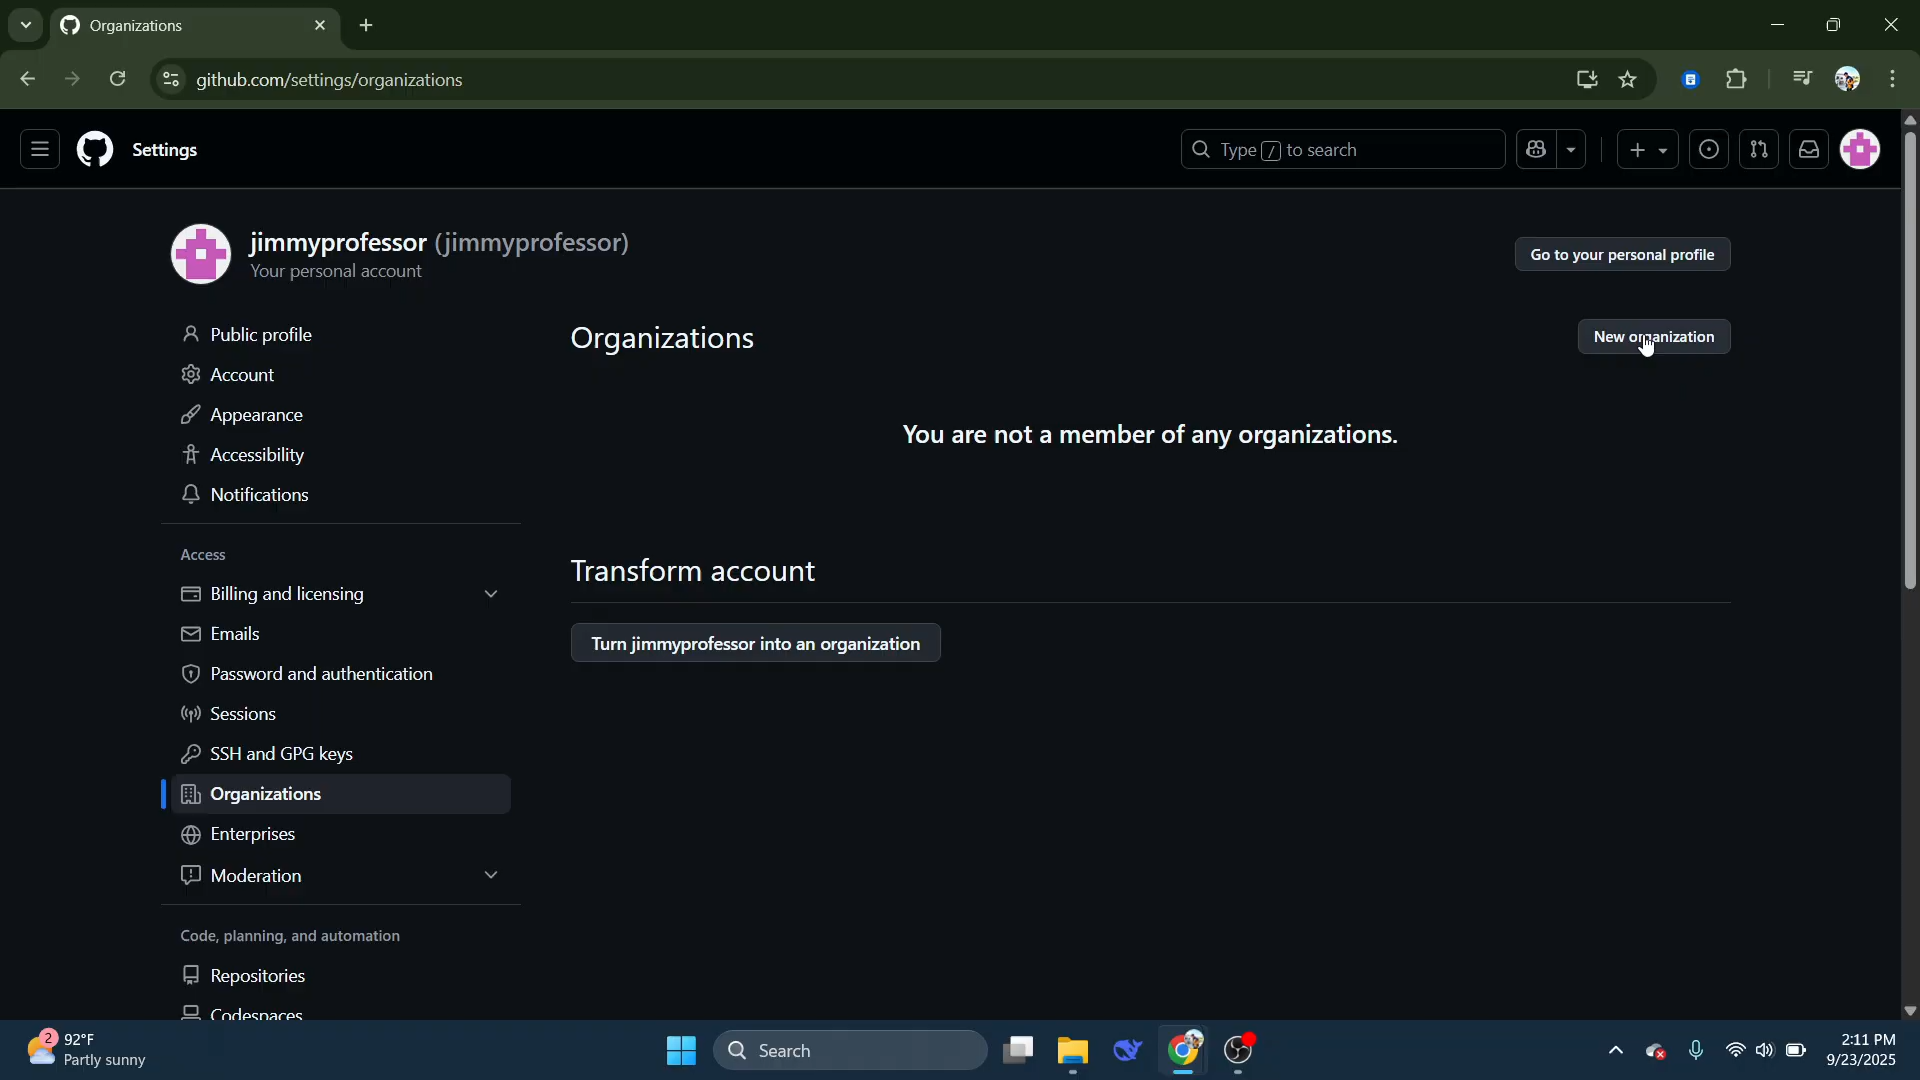 Organizations
github.com/settings/organizations
Settings
Type / to search
jimmyprofessor (jimmyprofessor)
Your personal account
Go to your personal profile
Public profile
Account
Appearance
Accessibility
Notifications
Organizations
New organization
You are not a member of any organizations.
Access
Billing and licensing
Emails
Password and authentication
Sessions
SSH and GPG keys
Organizations
Enterprises
Moderation
Transform account
Turn jimmyprofessor into an organization
Code, planning, and automation
Repositories
Codespaces
2
92°F
Partly sunny
Search
2:11 PM
9/23/2025